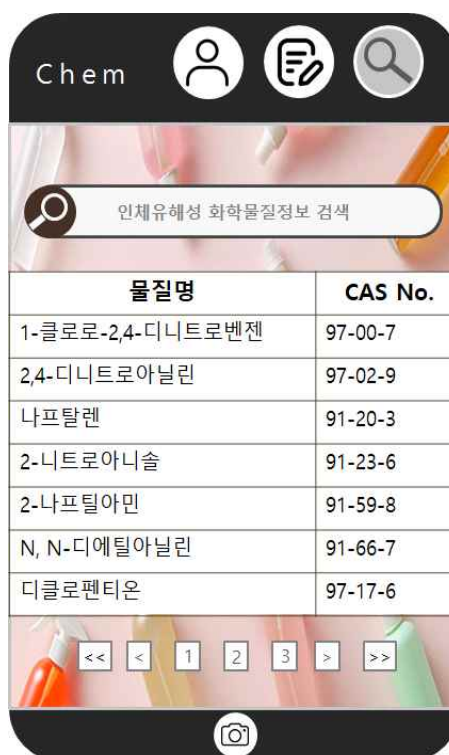 Chem
인체유해성 화학물질정보 검색
물질명 CAS No.
1-클로로-2,4-디니트로벤젠 97-00-7
2,4-디니트로아닐린 97-02-9
나프탈렌 91-20-3
2-니트로아니솔 91-23-6
2-나프틸아민 91-59-8
N, N-디에틸아닐린 91-66-7
디클로펜티온 97-17-6
<< < 1 2 3 > >>